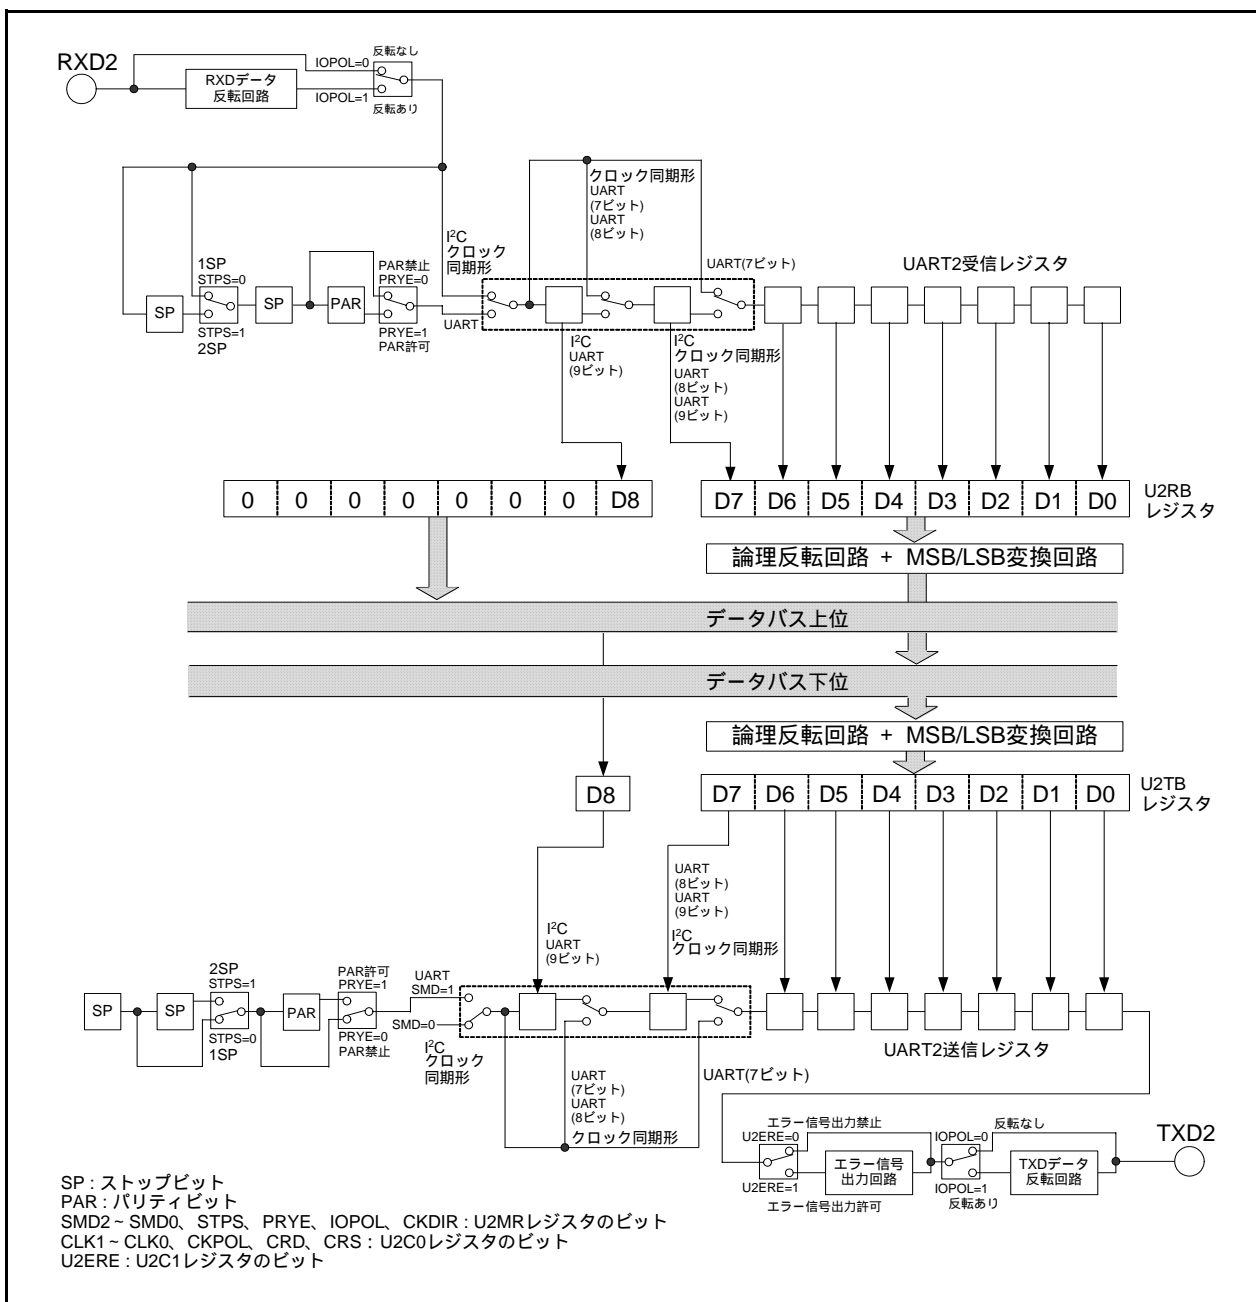 RXD2
反転なし
IOPOL=0
RXDデータ
反転回路
IOPOL=1
反転あり
クロック同期形
UART
(7ビット)
UART
(8ビット)
I²C
クロック
同期形
UART(7ビット)
UART2受信レジスタ
1SP
STPS=0
PAR禁止
PRYE=0
SP
SP
PAR
STPS=1
2SP
PRYE=1
PAR許可
UART
I²C
UART
(9ビット)
I²C
クロック同期形
UART
(8ビット)
UART
(9ビット)
0 0 0 0 0 0 0 D8
D7 D6 D5 D4 D3 D2 D1 D0
U2RB
レジスタ
論理反転回路 + MSB/LSB変換回路
データバス上位
データバス下位
論理反転回路 + MSB/LSB変換回路
D8
D7 D6 D5 D4 D3 D2 D1 D0
U2TB
レジスタ
UART
(8ビット)
UART
(9ビット)
I²C
クロック同期形
I²C
UART
(9ビット)
2SP
STPS=1
PAR許可
PRYE=1
UART
SMD=1
SP
SP
PAR
SMD=0
STPS=0
1SP
PRYE=0
PAR禁止
I²C
クロック
同期形
UART2送信レジスタ
UART
(7ビット)
UART
(8ビット)
クロック同期形
UART(7ビット)
エラー信号出力禁止
U2ERE=0
IOPOL=0
反転なし
TXD2
エラー信号
出力回路
TXDデータ
反転回路
U2ERE=1
エラー信号出力許可
IOPOL=1
反転あり
SP : ストップビット
PAR : パリティビット
SMD2～SMD0、STPS、PRYE、IOPOL、CKDIR : U2MRレジスタのビット
CLK1～CLK0、CKPOL、CRD、CRS : U2C0レジスタのビット
U2ERE : U2C1レジスタのビット